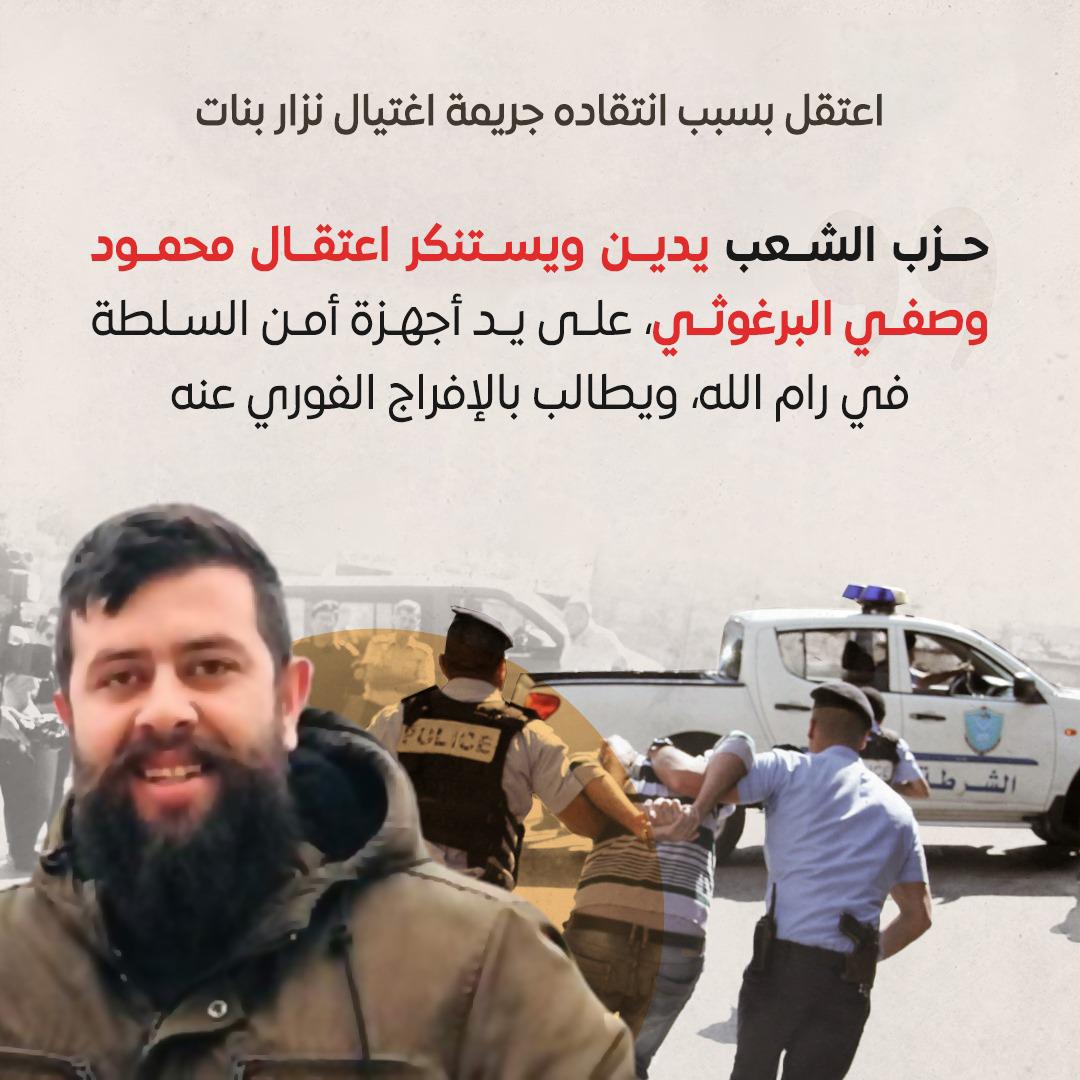 اعتقل بسبب انتقاده جريمة اغتيال نزار بنات
حزب الشعب يدين ويستنكر اعتقال محمود
وصفي البرغوثي، على يد أجهزة أمن السلطة
في رام الله، ويطالب بالإفراج الفوري عنه
POLICE
الشرطة